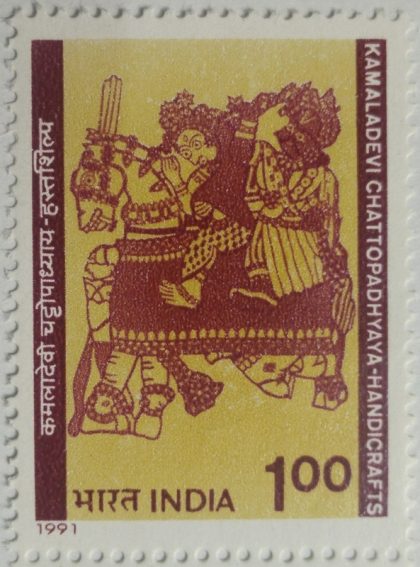 कमलादेवी चट्टोपाध्याय-हस्तशिल्प
KAMALADEVI CHATTOPADHYAYA-HANDICRAFTS
1.00
भारत INDIA
1991